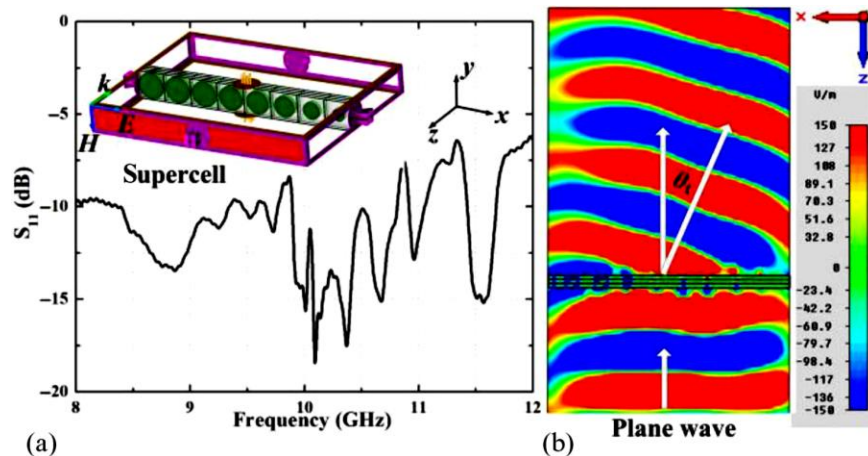 0
-5
-10
-15
-20
S11 (dB)
k
E
H
Supercell
y
x
z
8
9
10
11
12
Frequency (GHz)
(a)
θt
Plane wave
(b)
x
z
V/m
150
127
108
89.1
70.3
51.6
32.8
0
-23.4
-42.2
-60.9
-79.7
-98.4
-117
-136
-150